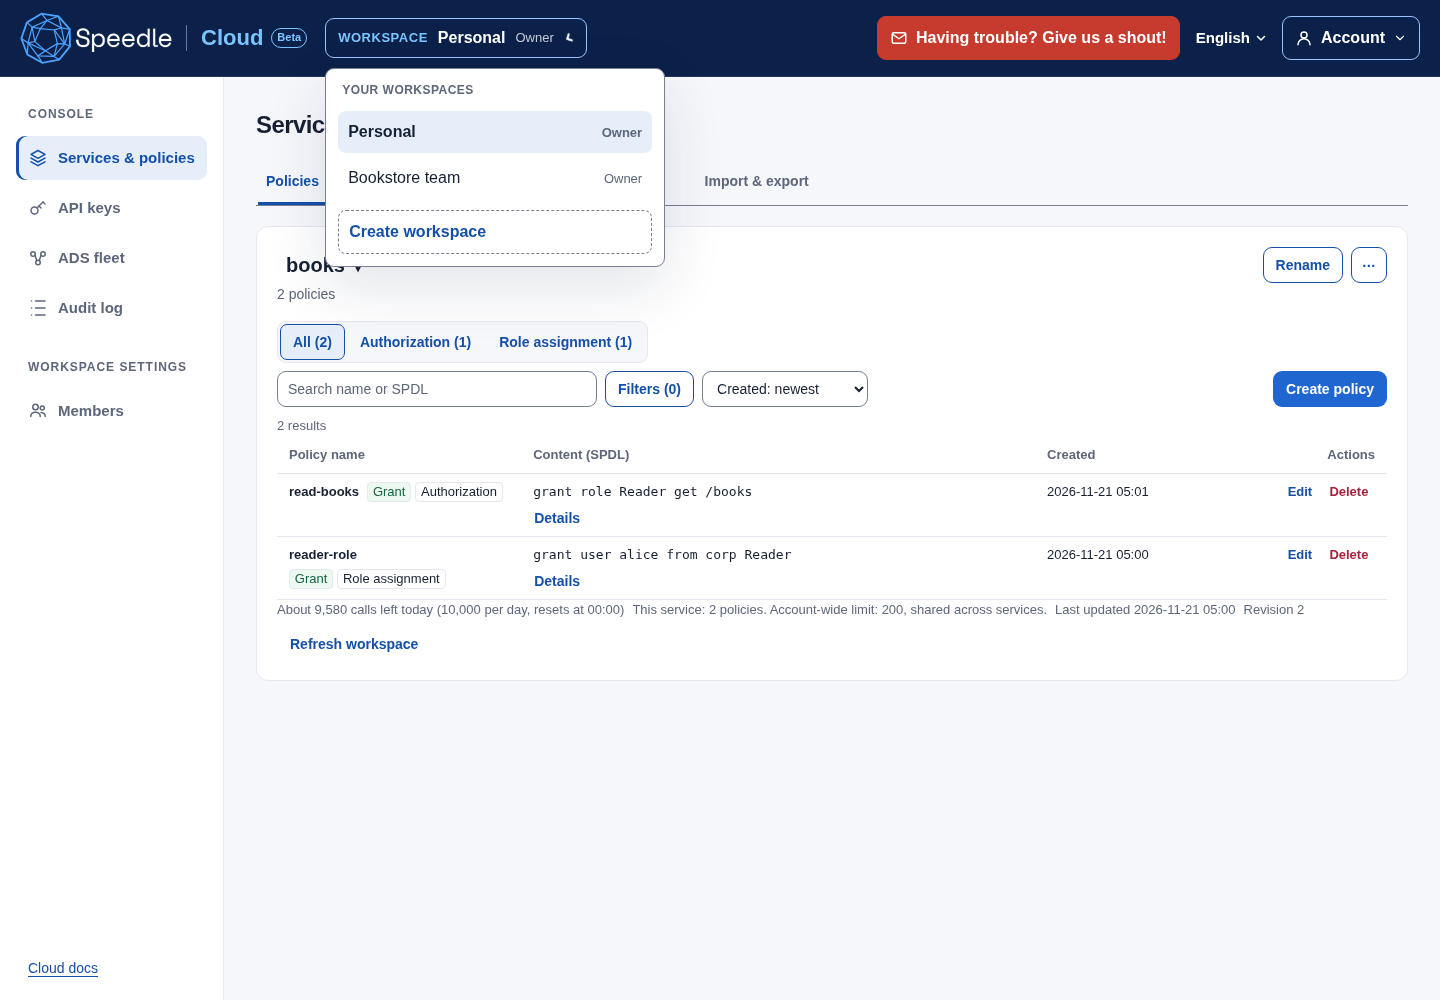 Speedle Cloud Beta WORKSPACE Personal Owner Having trouble? Give us a shout! English Account
YOUR WORKSPACES
Personal Owner
Bookstore team Owner
Create workspace
CONSOLE
Services & policies
API keys
ADS fleet
Audit log
WORKSPACE SETTINGS
Members
Cloud docs
Servic
Policies Import & export
books Rename ...
2 policies
All (2) Authorization (1) Role assignment (1)
Search name or SPDL Filters (0) Created: newest Create policy
2 results
Policy name Content (SPDL) Created Actions
read-books Grant Authorization grant role Reader get /books 2026-11-21 05:01 Edit Delete
Details
reader-role grant user alice from corp Reader 2026-11-21 05:00 Edit Delete
Grant Role assignment Details
About 9,580 calls left today (10,000 per day, resets at 00:00) This service: 2 policies. Account-wide limit: 200, shared across services. Last updated 2026-11-21 05:00 Revision 2
Refresh workspace